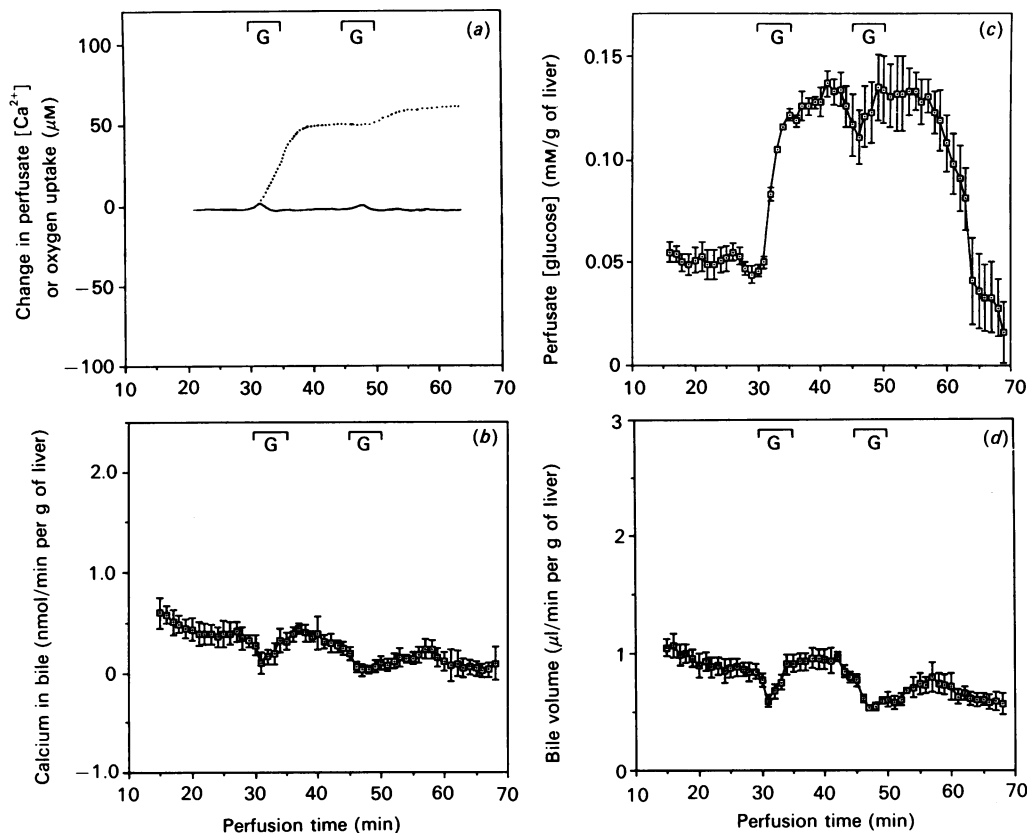 (a)
G G
100
50
0
−50
−100
Change in perfusate [Ca2+]
or oxygen uptake (μM)
10 20 30 40 50 60 70
(c)
G G
0.15
0.10
0.05
0
Perfusate [glucose] (mM/g of liver)
10 20 30 40 50 60 70
(b)
G G
2.0
1.0
0
−1.0
Calcium in bile (nmol/min per g of liver)
10 20 30 40 50 60 70
Perfusion time (min)
(d)
G G
3
2
1
0
Bile volume (μl/min per g of liver)
10 20 30 40 50 60 70
Perfusion time (min)